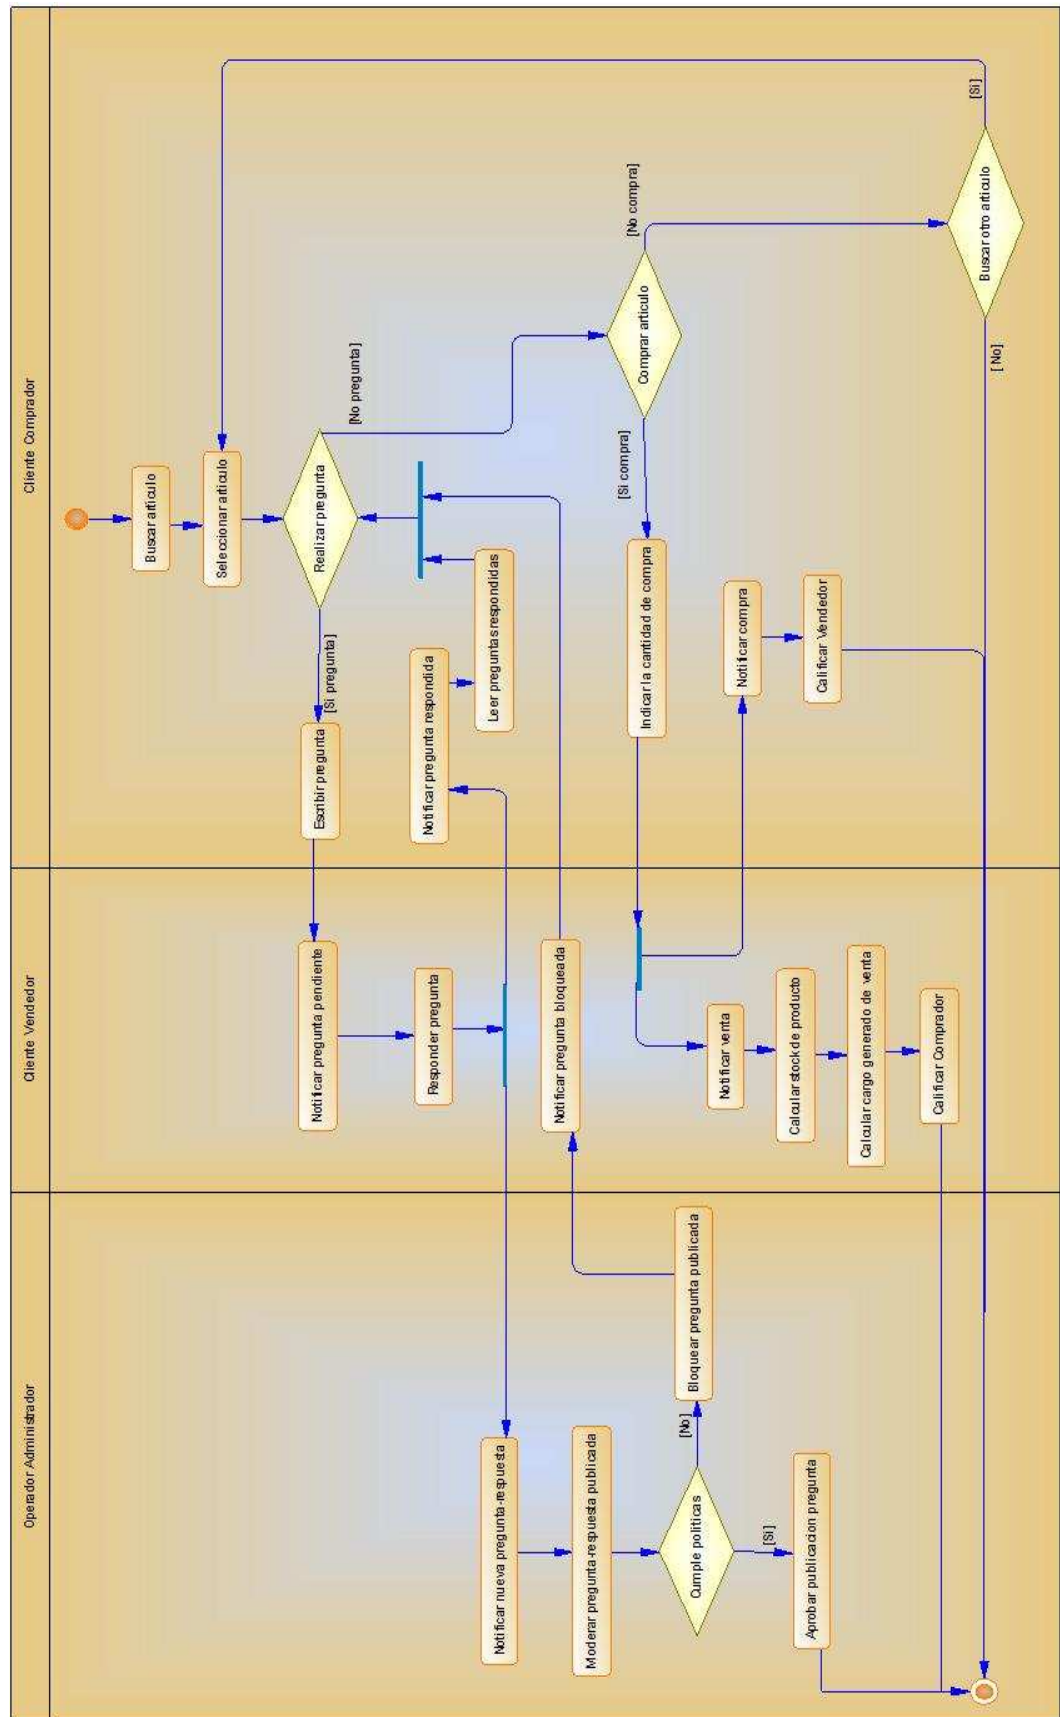 Operador Administrador
Cliente Vendedor
Cliente Comprador
Buscar articulo
Seleccionar articulo
Realizar pregunta
[Si pregunta]
[No pregunta]
Escribir pregunta
Notificar pregunta pendiente
Responder pregunta
Notificar pregunta respondida
Leer preguntas respondidas
Notificar nueva pregunta-respuesta
Moderar pregunta-respuesta publicada
Cumple politicas
[No]
[Si]
Bloquear pregunta publicada
Notificar pregunta bloqueada
Aprobar publicacion pregunta
Comprar articulo
[Si compra]
[No compra]
Indicar la cantidad de compra
Notificar venta
Calcular stock de producto
Calcular cargo generado de venta
Calificar Comprador
Notificar compra
Calificar Vendedor
Buscar otro articulo
[Si]
[No]